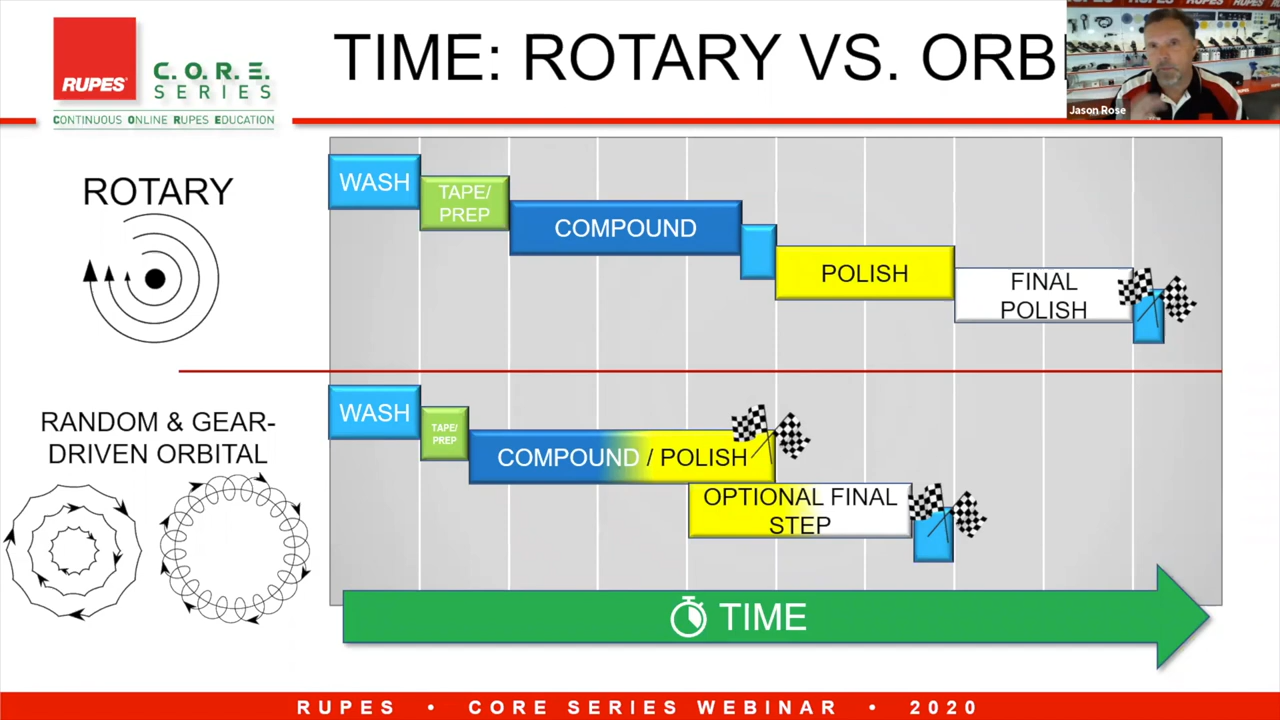 TIME: ROTARY VS. ORBI
RUPES
C.O.R.E.
SERIES
CONTINUOUS ONLINE RUPES EDUCATION
Jason Rose
ROTARY
WASH
TAPE/
PREP
COMPOUND
POLISH
FINAL
POLISH
RANDOM & GEAR-
DRIVEN ORBITAL
WASH
TAPE/
PREP
COMPOUND / POLISH
OPTIONAL FINAL
STEP
TIME
RUPES • CORE SERIES WEBINAR • 2020